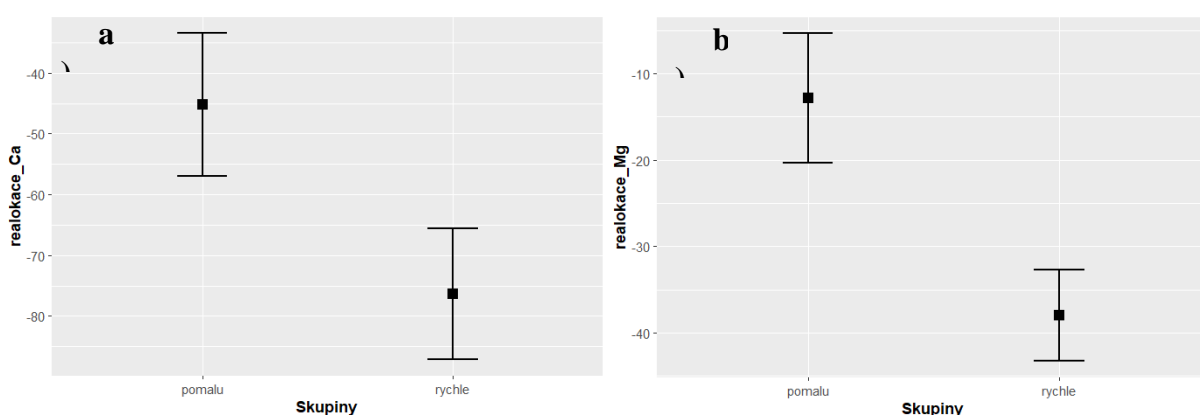 a
)
realokace_Ca
-40
-50
-60
-70
-80
pomalu rychle
Skupiny
b
)
realokace_Mg
-10
-20
-30
-40
pomalu rychle
Skupiny